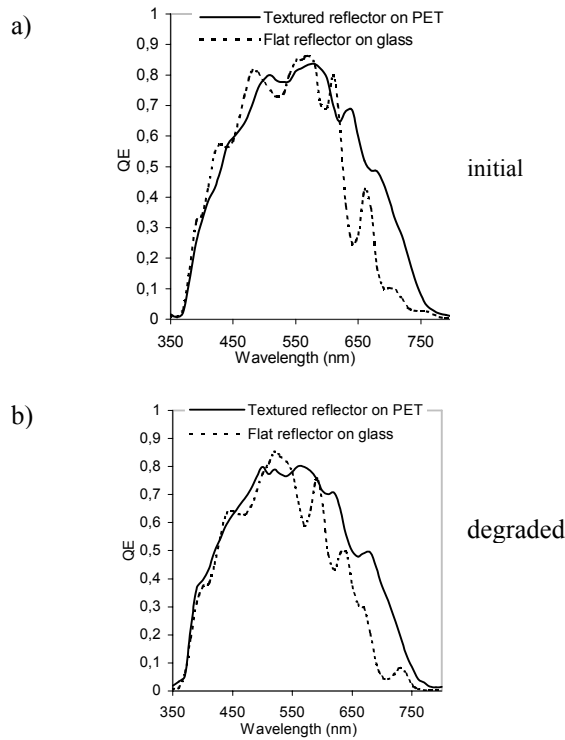 a)
Textured reflector on PET
Flat reflector on glass
1
0,9
0,8
0,7
0,6
0,5
0,4
0,3
0,2
0,1
0
QE
350 450 550 650 750
Wavelength (nm)
initial
b)
Textured reflector on PET
Flat reflector on glass
1
0,9
0,8
0,7
0,6
0,5
0,4
0,3
0,2
0,1
0
QE
350 450 550 650 750
Wavelength (nm)
degraded